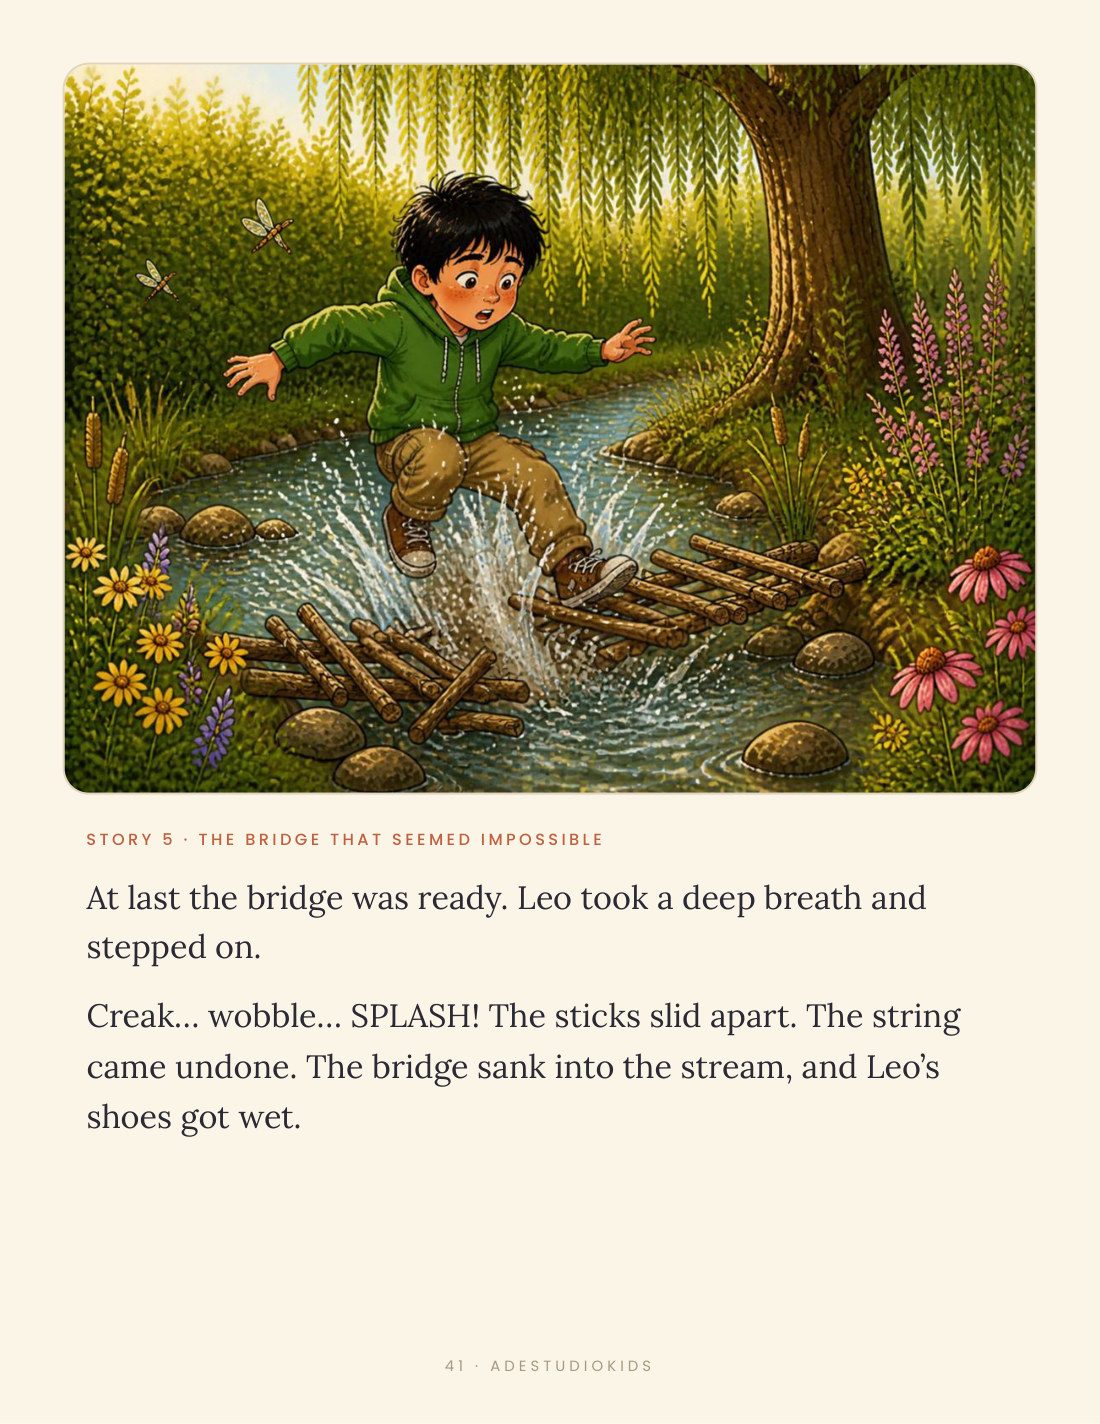 STORY 5 · THE BRIDGE THAT SEEMED IMPOSSIBLE
At last the bridge was ready. Leo took a deep breath and
stepped on.
Creak… wobble… SPLASH! The sticks slid apart. The string
came undone. The bridge sank into the stream, and Leo’s
shoes got wet.
41 · ADESTUDIOKIDS